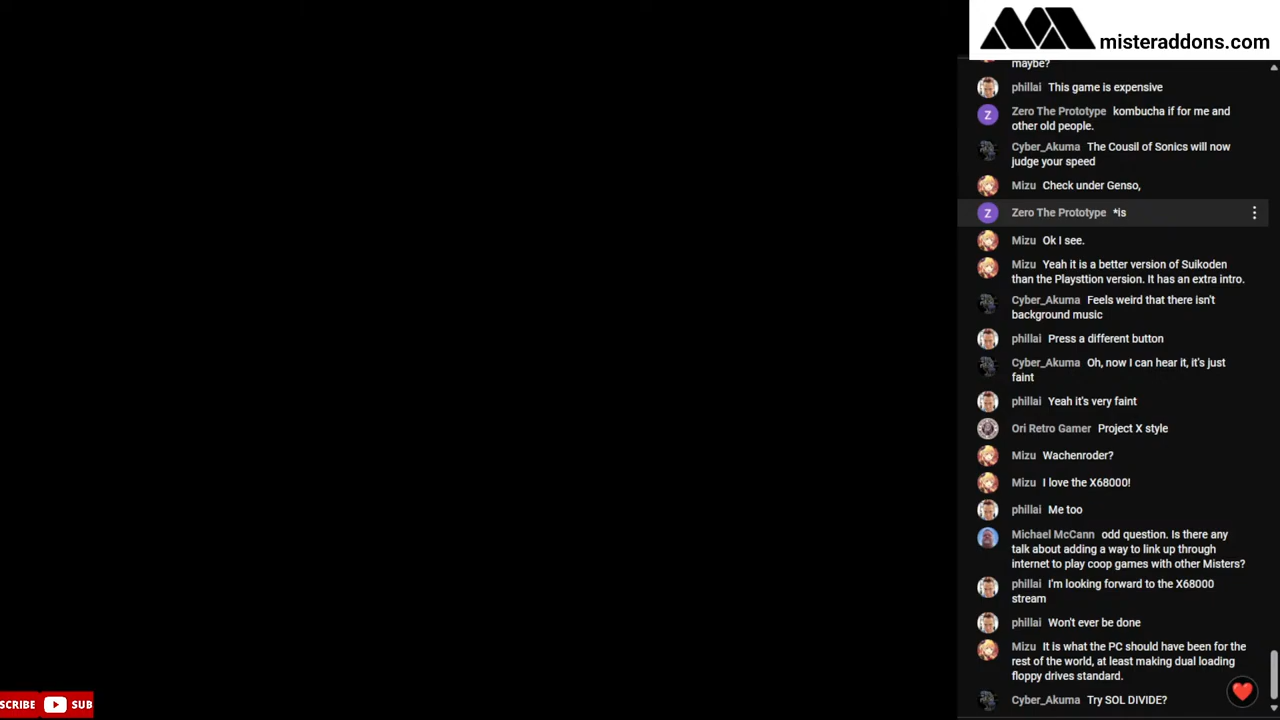 misteraddons.com
maybe?
phillai This game is expensive
Z Zero The Prototype kombucha if for me and
other old people.
Cyber_Akuma The Cousil of Sonics will now
judge your speed
Mizu Check under Genso,
Z Zero The Prototype *is
Mizu Ok I see.
Mizu Yeah it is a better version of Suikoden
than the Playsttion version. It has an extra intro.
Cyber_Akuma Feels weird that there isn't
background music
phillai Press a different button
Cyber_Akuma Oh, now I can hear it, it's just
faint
phillai Yeah it's very faint
Ori Retro Gamer Project X style
Mizu Wachenroder?
Mizu I love the X68000!
phillai Me too
Michael McCann odd question. Is there any
talk about adding a way to link up through
internet to play coop games with other Misters?
phillai I'm looking forward to the X68000
stream
phillai Won't ever be done
Mizu It is what the PC should have been for the
rest of the world, at least making dual loading
floppy drives standard.
Cyber_Akuma Try SOL DIVIDE?
SCRIBE SUB